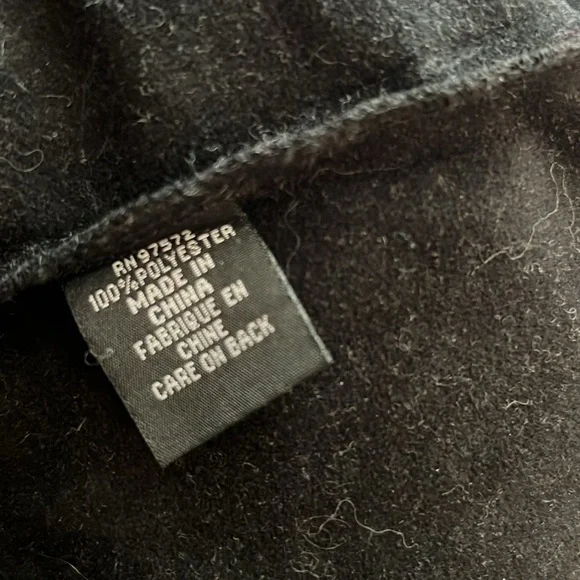 RN 97572
100% POLYESTER
MADE IN
CHINA
FABRIQUE EN
CHINE
CARE ON BACK